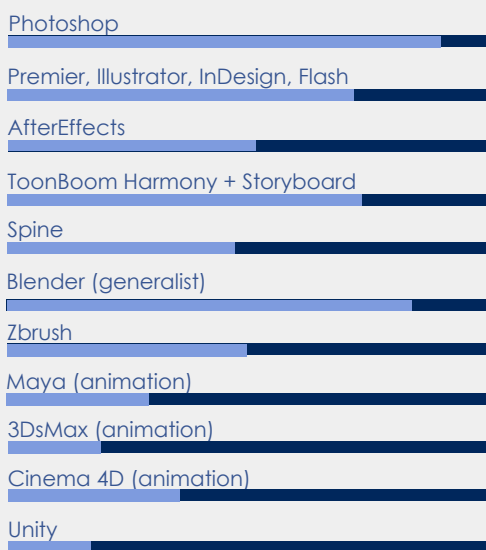 Photoshop
Premier, Illustrator, InDesign, Flash
AfterEffects
ToonBoom Harmony + Storyboard
Spine
Blender (generalist)
Zbrush
Maya (animation)
3DsMax (animation)
Cinema 4D (animation)
Unity